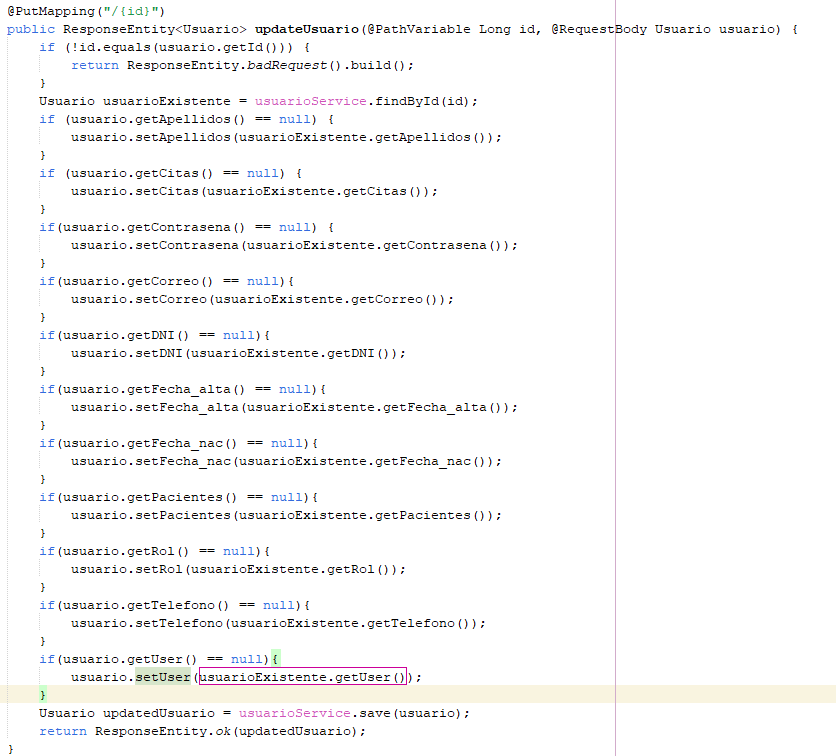 @PutMapping("/{id}")
public ResponseEntity<Usuario> updateUsuario(@PathVariable Long id, @RequestBody Usuario usuario) {
    if (!id.equals(usuario.getId())) {
        return ResponseEntity.badRequest().build();
    }
    Usuario usuarioExistente = usuarioService.findById(id);
    if (usuario.getApellidos() == null) {
        usuario.setApellidos(usuarioExistente.getApellidos());
    }
    if (usuario.getCitas() == null) {
        usuario.setCitas(usuarioExistente.getCitas());
    }
    if(usuario.getContrasena() == null) {
        usuario.setContrasena(usuarioExistente.getContrasena());
    }
    if(usuario.getCorreo() == null){
        usuario.setCorreo(usuarioExistente.getCorreo());
    }
    if(usuario.getDNI() == null){
        usuario.setDNI(usuarioExistente.getDNI());
    }
    if(usuario.getFecha_alta() == null){
        usuario.setFecha_alta(usuarioExistente.getFecha_alta());
    }
    if(usuario.getFecha_nac() == null){
        usuario.setFecha_nac(usuarioExistente.getFecha_nac());
    }
    if(usuario.getPacientes() == null){
        usuario.setPacientes(usuarioExistente.getPacientes());
    }
    if(usuario.getRol() == null){
        usuario.setRol(usuarioExistente.getRol());
    }
    if(usuario.getTelefono() == null){
        usuario.setTelefono(usuarioExistente.getTelefono());
    }
    if(usuario.getUser() == null){
        usuario.setUser(usuarioExistente.getUser());
    }
    Usuario updatedUsuario = usuarioService.save(usuario);
    return ResponseEntity.ok(updatedUsuario);
}